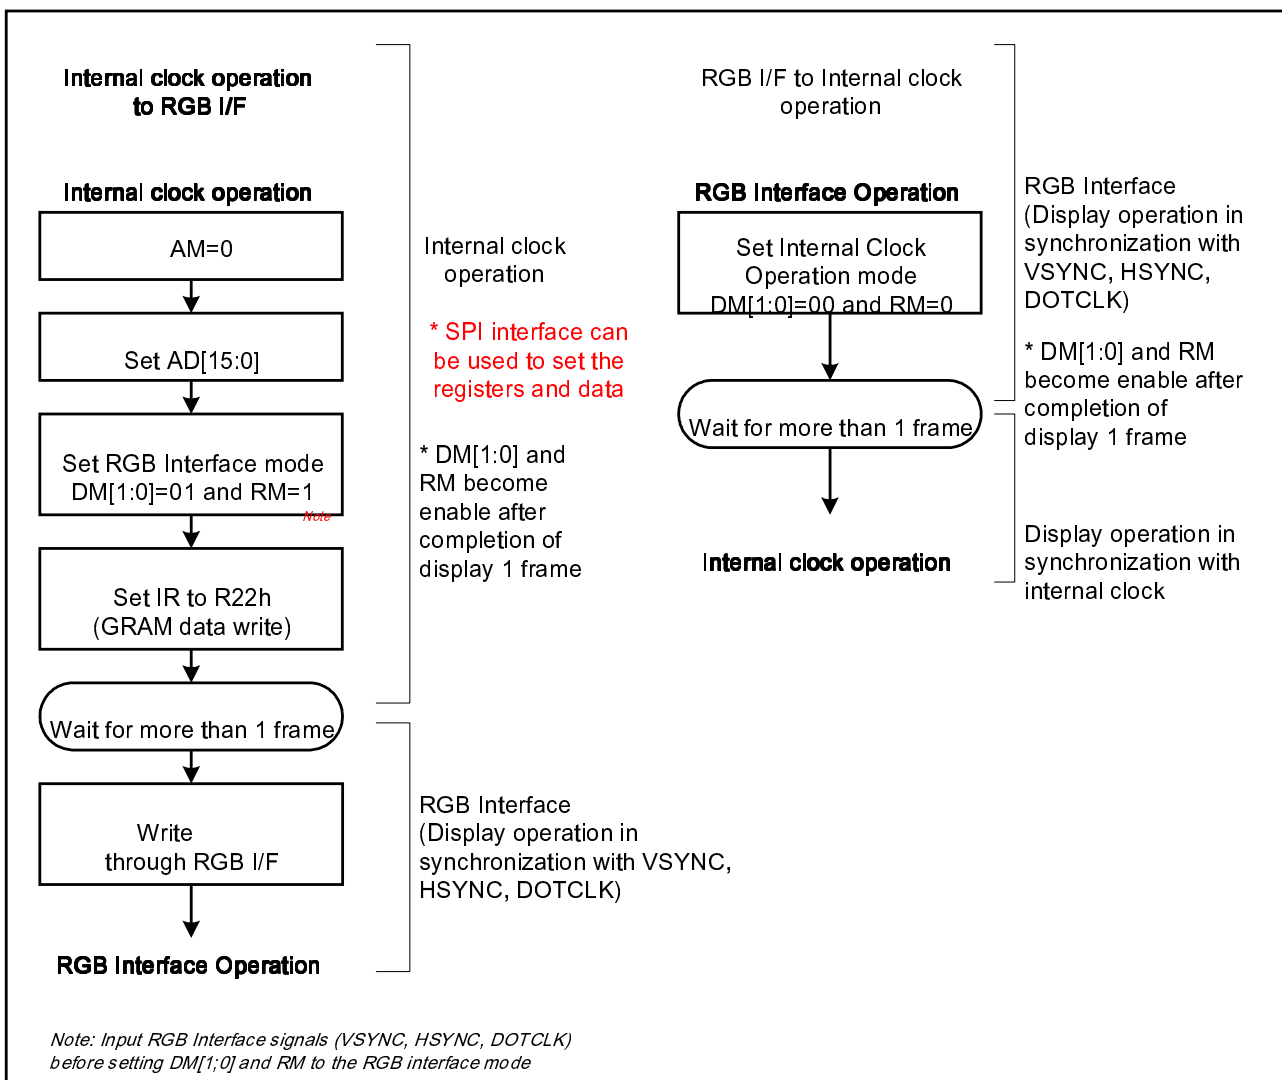 Internal clock operation
to RGB I/F
Internal clock operation
AM=0
Set AD[15:0]
Set RGB Interface mode
DM[1:0]=01 and RM=1
Note
Set IR to R22h
(GRAM data write)
Wait for more than 1 frame
Write
through RGB I/F
RGB Interface Operation
Internal clock
operation
* SPI interface can
be used to set the
registers and data
* DM[1:0] and
RM become
enable after
completion of
display 1 frame
RGB Interface
(Display operation in
synchronization with VSYNC,
HSYNC, DOTCLK)
RGB I/F to Internal clock
operation
RGB Interface Operation
Set Internal Clock
Operation mode
DM[1:0]=00 and RM=0
Wait for more than 1 frame
Internal clock operation
RGB Interface
(Display operation in
synchronization with
VSYNC, HSYNC,
DOTCLK)
* DM[1:0] and RM
become enable after
completion of
display 1 frame
Display operation in
synchronization with
internal clock
Note: Input RGB Interface signals (VSYNC, HSYNC, DOTCLK)
before setting DM[1;0] and RM to the RGB interface mode